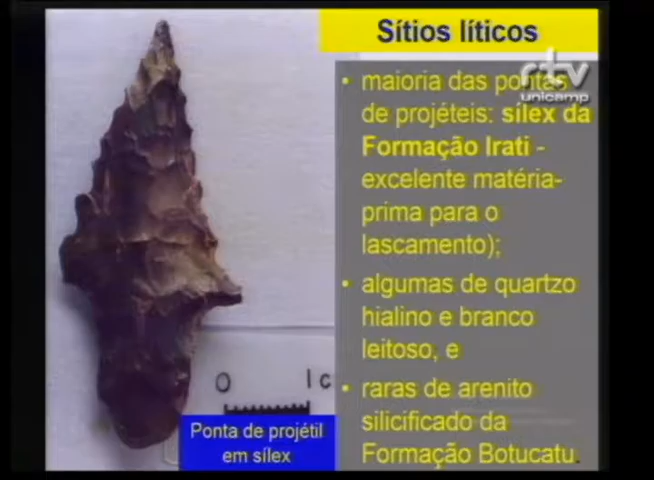 Sítios líticos
rtv
unicamp
• maioria das pontas
de projéteis: sílex da
Formação Irati -
excelente matéria-
prima para o
lascamento);
• algumas de quartzo
hialino e branco
leitoso, e
• raras de arenito
silicificado da
Formação Botucatu.
0 1c
Ponta de projétil
em sílex